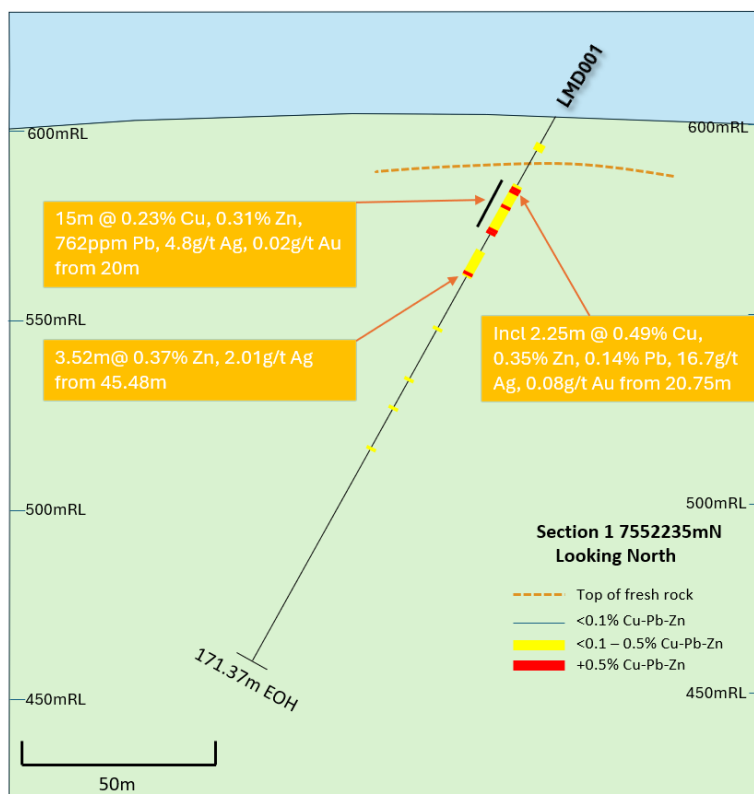 LMD001
600mRL
600mRL
15m @ 0.23% Cu, 0.31% Zn,
762ppm Pb, 4.8g/t Ag, 0.02g/t Au
from 20m
550mRL
3.52m@ 0.37% Zn, 2.01g/t Ag
from 45.48m
Incl 2.25m @ 0.49% Cu,
0.35% Zn, 0.14% Pb, 16.7g/t
Ag, 0.08g/t Au from 20.75m
500mRL
500mRL
Section 1 7552235mN
Looking North
Top of fresh rock
<0.1% Cu-Pb-Zn
<0.1 – 0.5% Cu-Pb-Zn
+0.5% Cu-Pb-Zn
171.37m EOH
450mRL
450mRL
50m